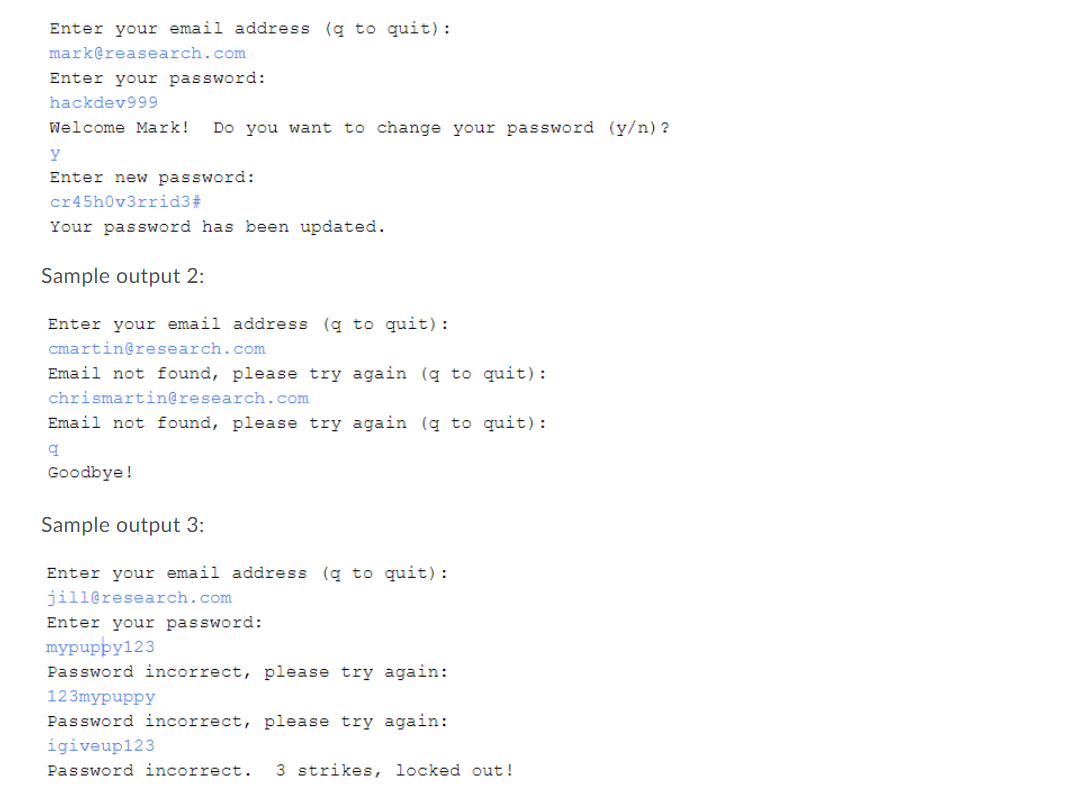 Enter your email address (q to quit):
mark@reasearch.com
Enter your password:
hackdev999
Welcome Mark!  Do you want to change your password (y/n)?
y
Enter new password:
cr45h0v3rrid3#
Your password has been updated.
Sample output 2:
Enter your email address (q to quit):
cmartin@research.com
Email not found, please try again (q to quit):
chrismartin@research.com
Email not found, please try again (q to quit):
q
Goodbye!
Sample output 3:
Enter your email address (q to quit):
jill@research.com
Enter your password:
mypuppy123
Password incorrect, please try again:
123mypuppy
Password incorrect, please try again:
igiveup123
Password incorrect.  3 strikes, locked out!